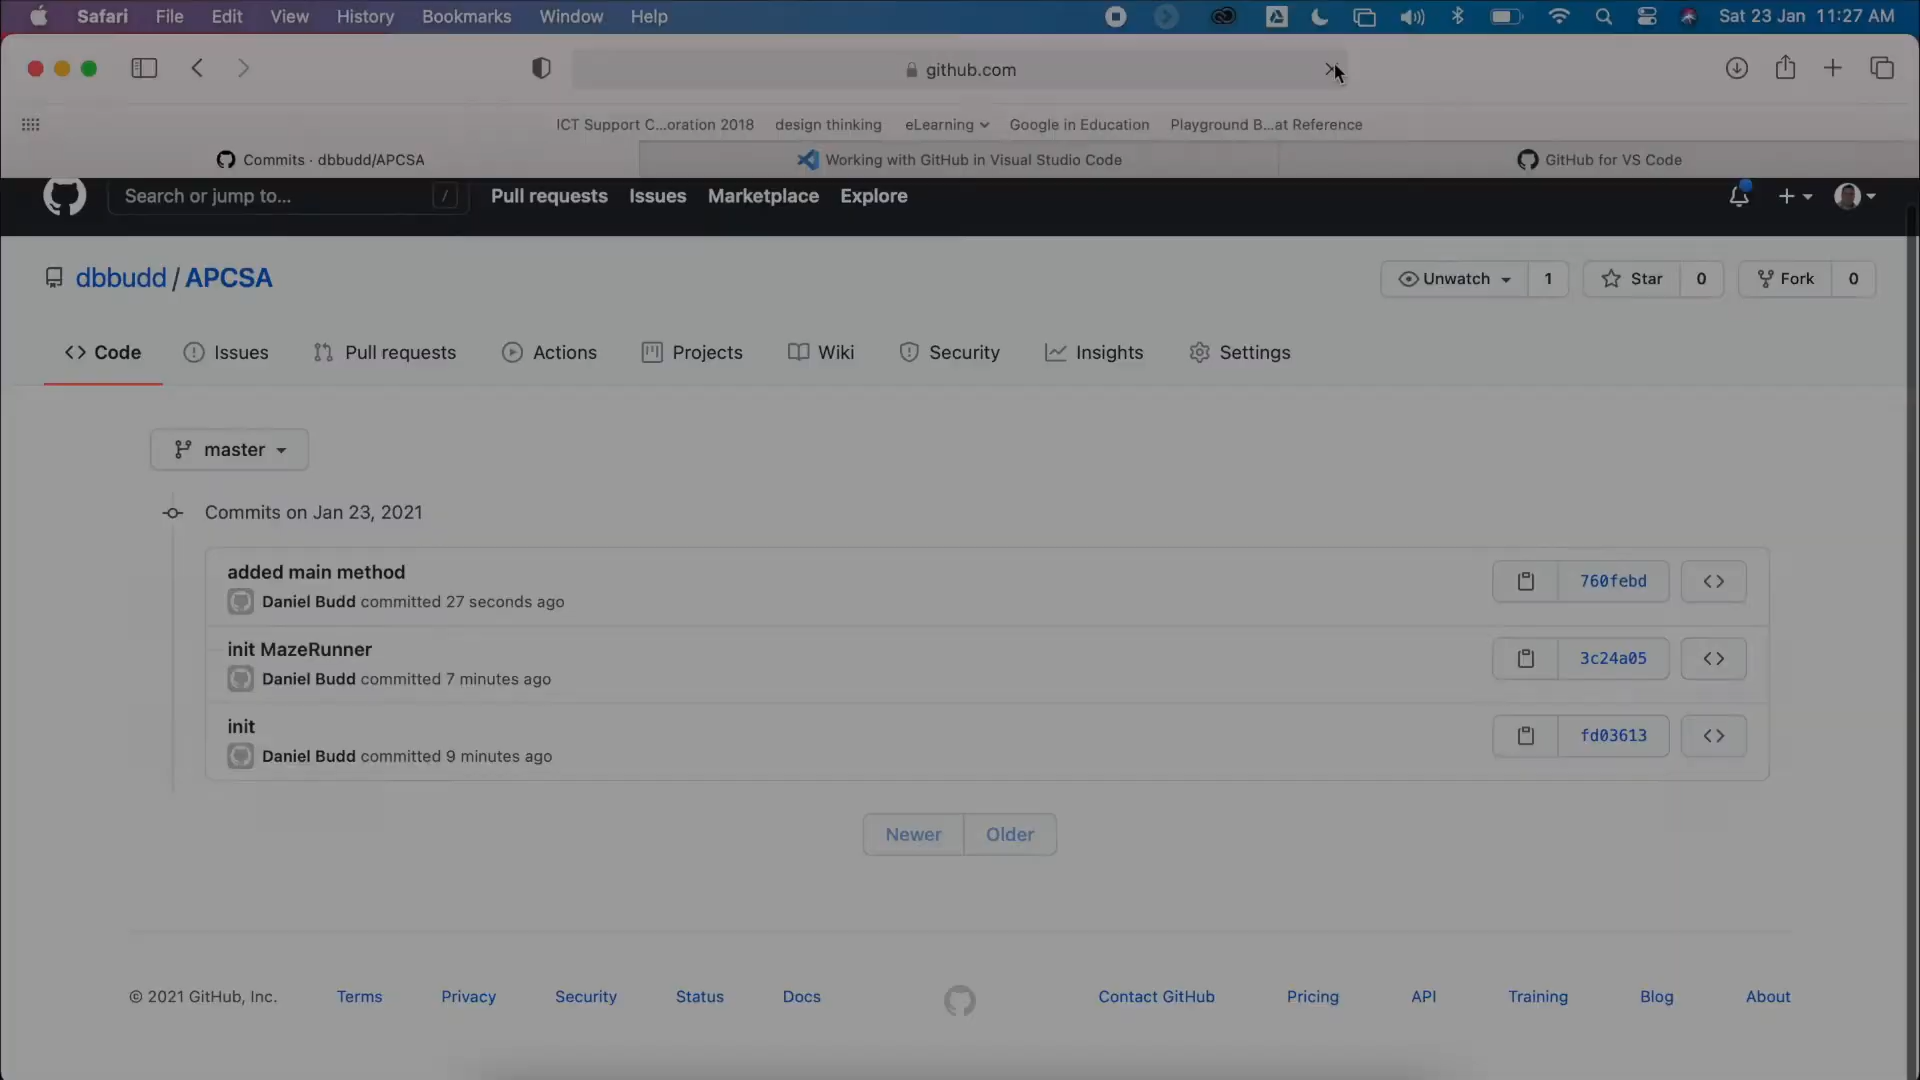 Safari File Edit View History Bookmarks Window Help Sat 23 Jan 11:27 AM
github.com
ICT Support C...oration 2018 design thinking eLearning Google in Education Playground B...at Reference
Commits · dbbudd/APCSA Working with GitHub in Visual Studio Code GitHub for VS Code
Search or jump to... / Pull requests Issues Marketplace Explore
dbbudd / APCSA Unwatch 1 Star 0 Fork 0
Code Issues Pull requests Actions Projects Wiki Security Insights Settings
master
Commits on Jan 23, 2021
added main method
Daniel Budd committed 27 seconds ago
760febd
init MazeRunner
Daniel Budd committed 7 minutes ago
3c24a05
init
Daniel Budd committed 9 minutes ago
fd03613
Newer Older
© 2021 GitHub, Inc. Terms Privacy Security Status Docs Contact GitHub Pricing API Training Blog About